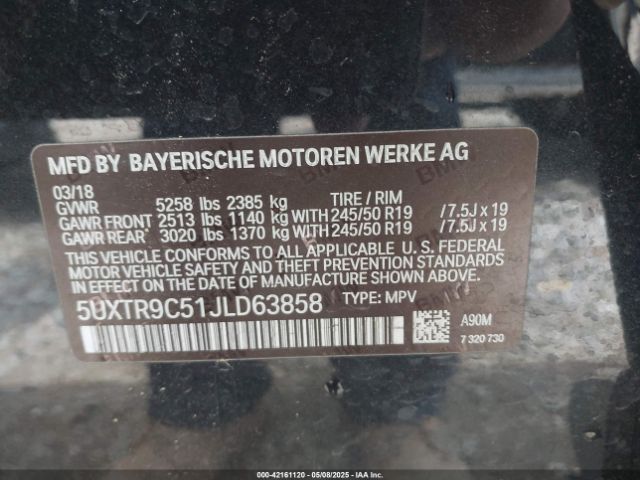 MFD BY BAYERISCHE MOTOREN WERKE AG
03/18
GVWR 5258 lbs 2385 kg TIRE / RIM
GAWR FRONT 2513 lbs 1140 kg WITH 245/50 R19 / 7.5J x 19
GAWR REAR 3020 lbs 1370 kg WITH 245/50 R19 / 7.5J x 19
THIS VEHICLE CONFORMS TO ALL APPLICABLE U.S. FEDERAL
MOTOR VEHICLE SAFETY AND THEFT PREVENTION STANDARDS
IN EFFECT ON THE DATE OF MANUFACTURE SHOWN ABOVE.
5UXTR9C51JLD63858 TYPE: MPV
A90M
7 320 730
000-42161120 05/08/2025 - IAA Inc.